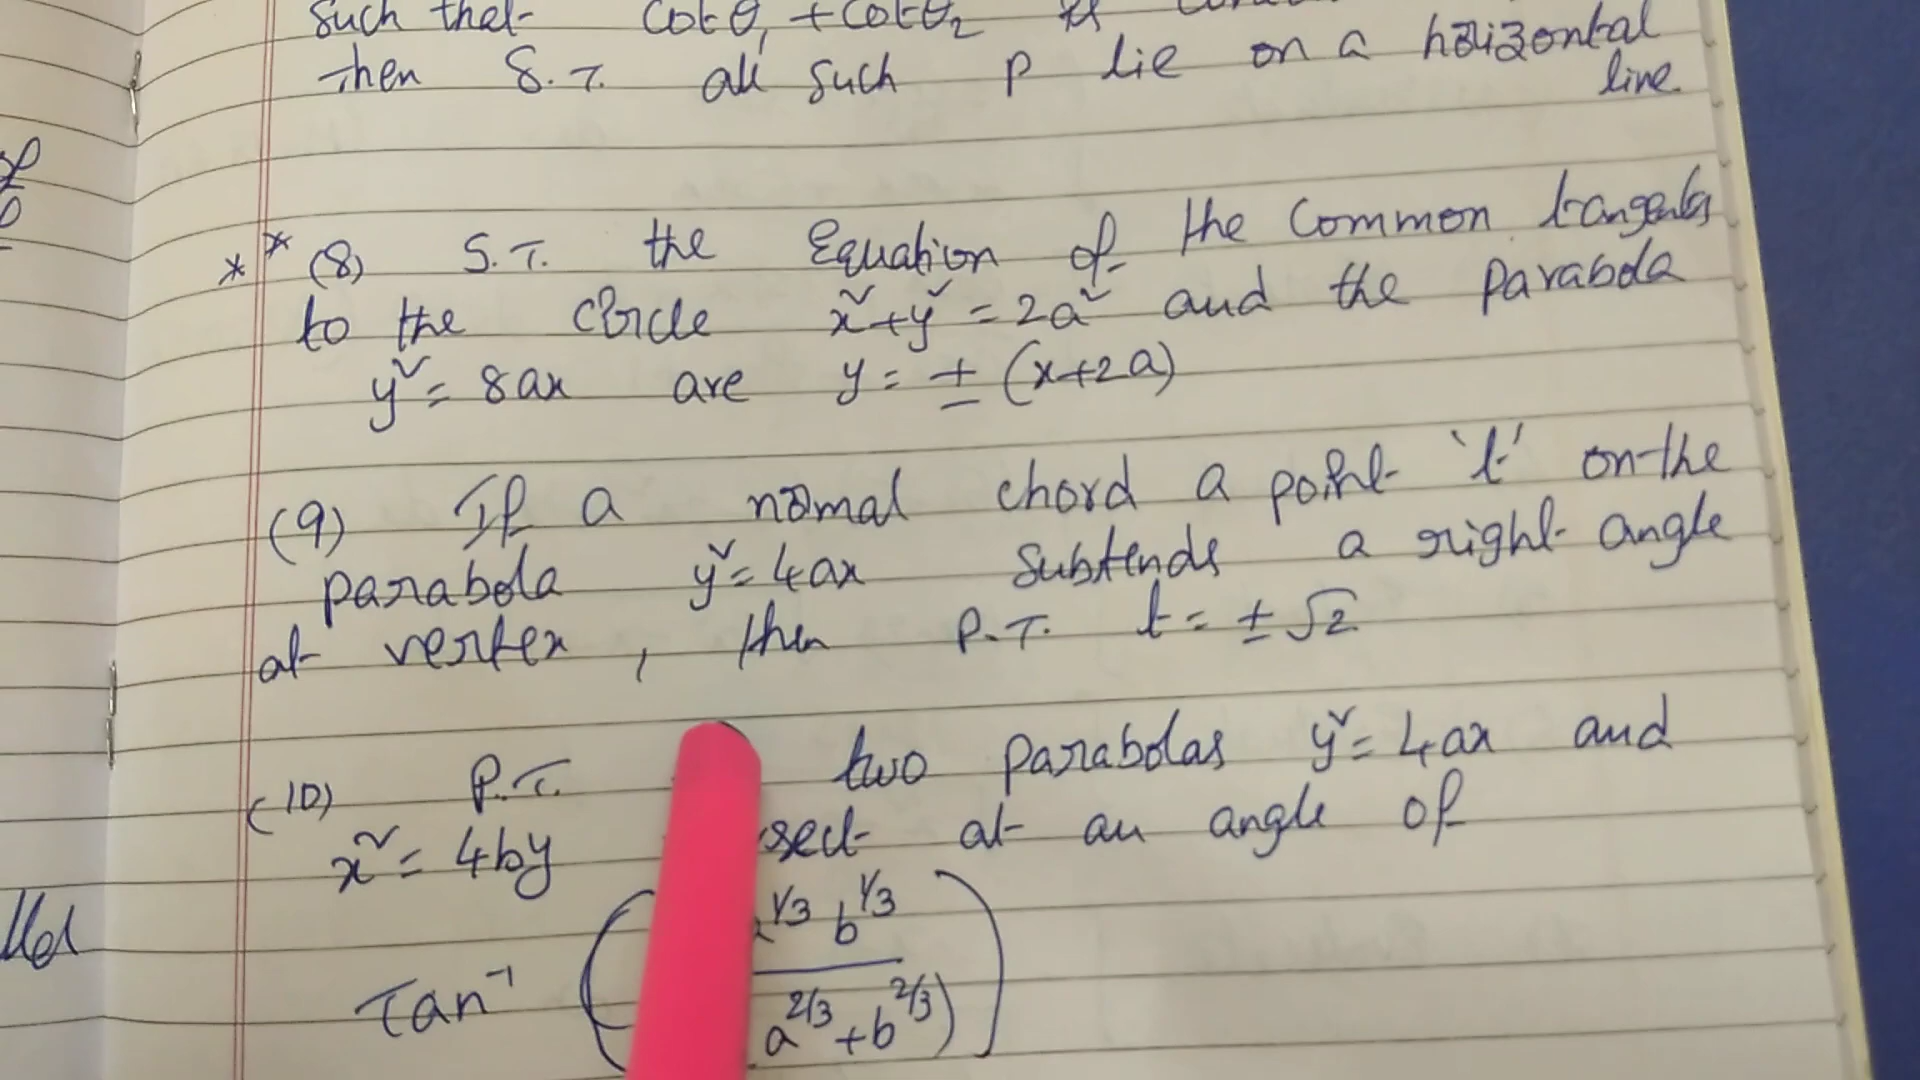 such that cotθ₁ + cotθ₂
then S.T. all such P lie on a horizontal
line.
** (8) S.T. the Equation of the Common tangents
to the circle x²+y² = 2a² and the Parabola
y² = 8ax are y = ± (x+2a)
(9) If a normal chord a point 't' on the
parabola y² = 4ax Subtends a right angle
at vertex, then P.T. t = ±√2
(10) P.T. two parabolas y² = 4ax and
x² = 4by sect at an angle of
Tan⁻¹ ( 1/3 b^1/3
a^2/3 + b^2/3) )